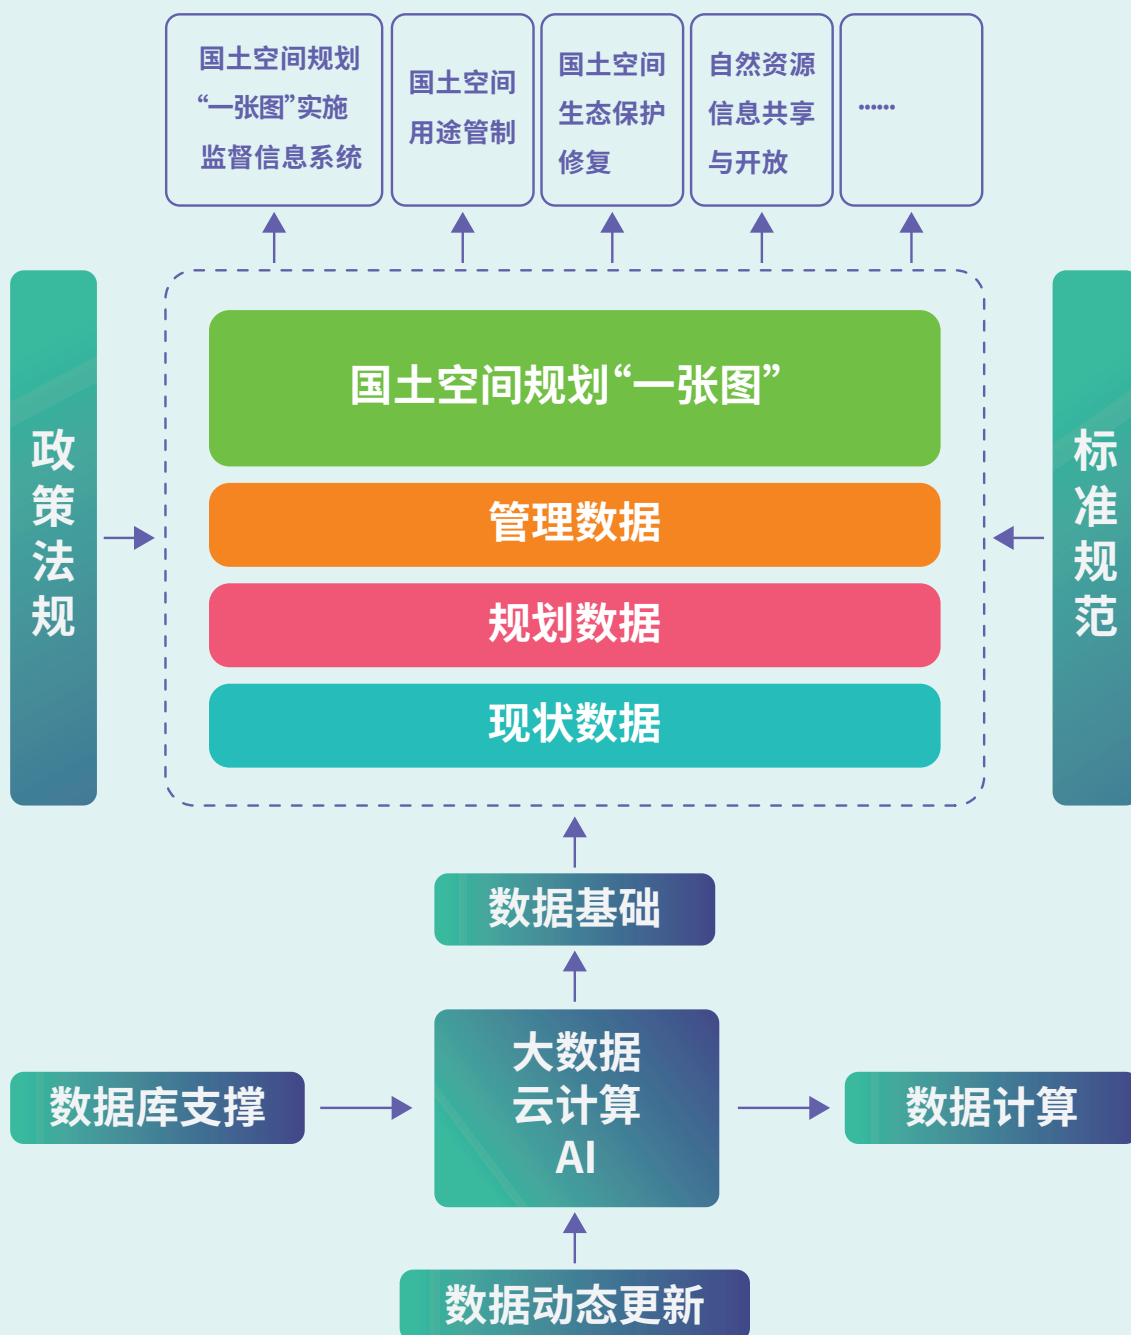 国土空间规划
“一张图”实施
监督信息系统
国土空间
用途管制
国土空间
生态保护
修复
自然资源
信息共享
与开放
······
政策法规
国土空间规划“一张图”
管理数据
规划数据
现状数据
标准规范
数据基础
数据库支撑
大数据
云计算
AI
数据计算
数据动态更新